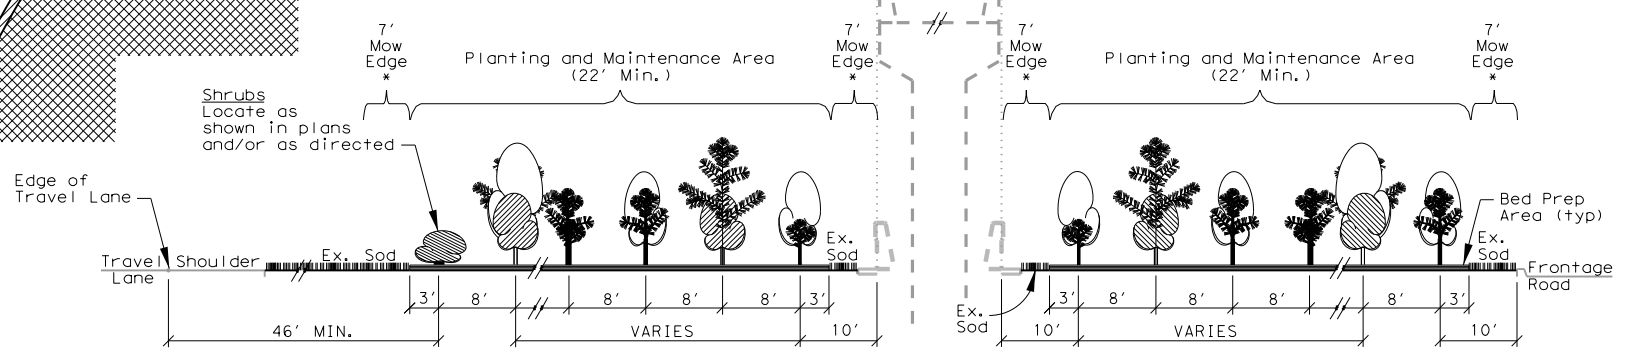 7' Mow Edge *
Planting and Maintenance Area
(22' Min.)
7' Mow Edge *
7' Mow Edge *
Planting and Maintenance Area
(22' Min.)
7' Mow Edge *
Shrubs
Locate as
shown in plans
and/or as directed
Edge of
Travel Lane
Travel
Lane
Shoulder
Ex. Sod
Ex.
Sod
Ex.
Sod
Bed Prep
Area (typ)
Ex.
Sod
Frontage
Road
3' 8' 8' 8' 8' 3'
3' 8' 8' 8' 8' 3'
46' MIN. VARIES 10'
10' VARIES 10'